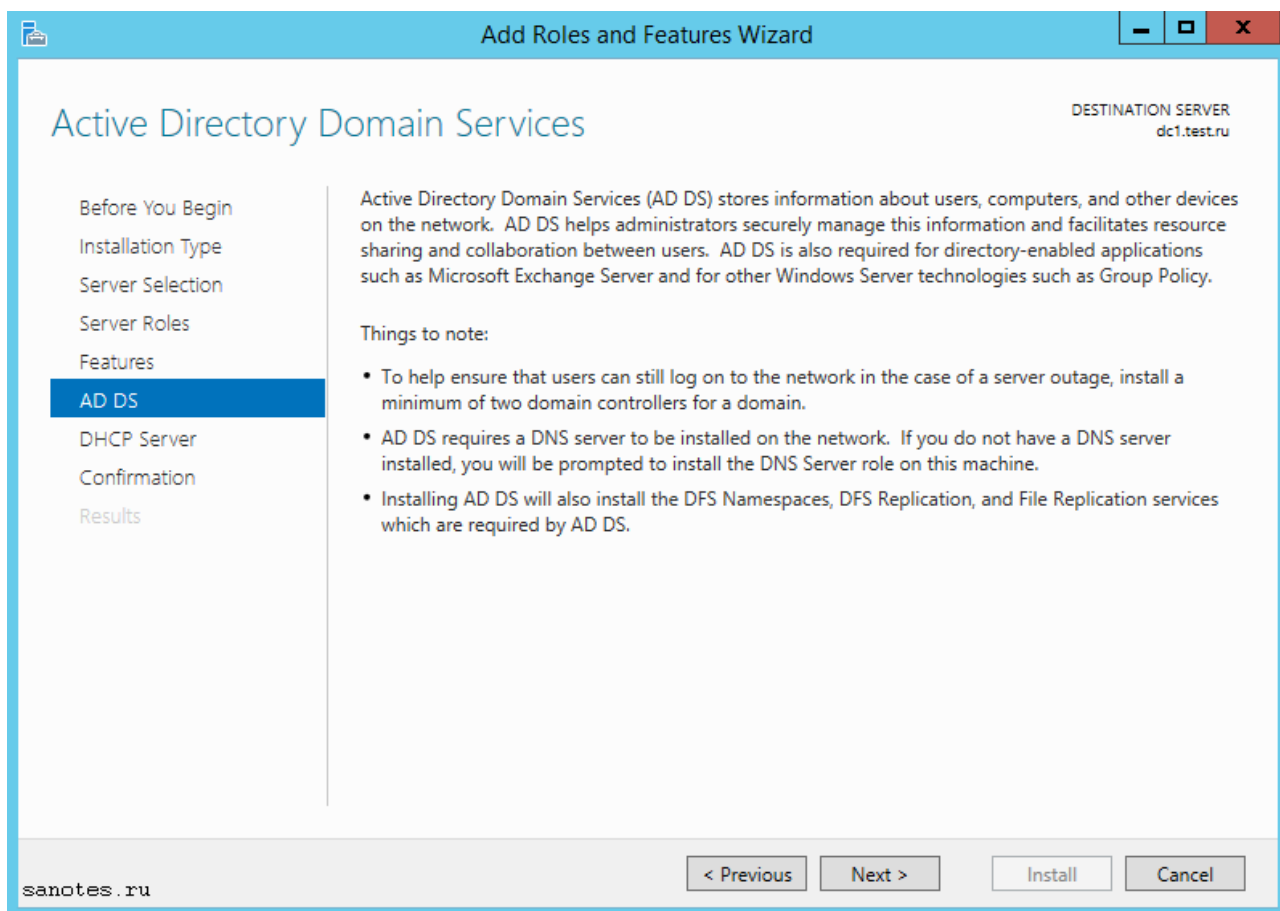 Add Roles and Features Wizard
Active Directory Domain Services
DESTINATION SERVER
dc1.test.ru
Before You Begin
Installation Type
Server Selection
Server Roles
Features
AD DS
DHCP Server
Confirmation
Results
Active Directory Domain Services (AD DS) stores information about users, computers, and other devices
on the network.  AD DS helps administrators securely manage this information and facilitates resource
sharing and collaboration between users.  AD DS is also required for directory-enabled applications
such as Microsoft Exchange Server and for other Windows Server technologies such as Group Policy.
Things to note:
• To help ensure that users can still log on to the network in the case of a server outage, install a
minimum of two domain controllers for a domain.
• AD DS requires a DNS server to be installed on the network.  If you do not have a DNS server
installed, you will be prompted to install the DNS Server role on this machine.
• Installing AD DS will also install the DFS Namespaces, DFS Replication, and File Replication services
which are required by AD DS.
< Previous
Next >
Install
Cancel
sanotes.ru